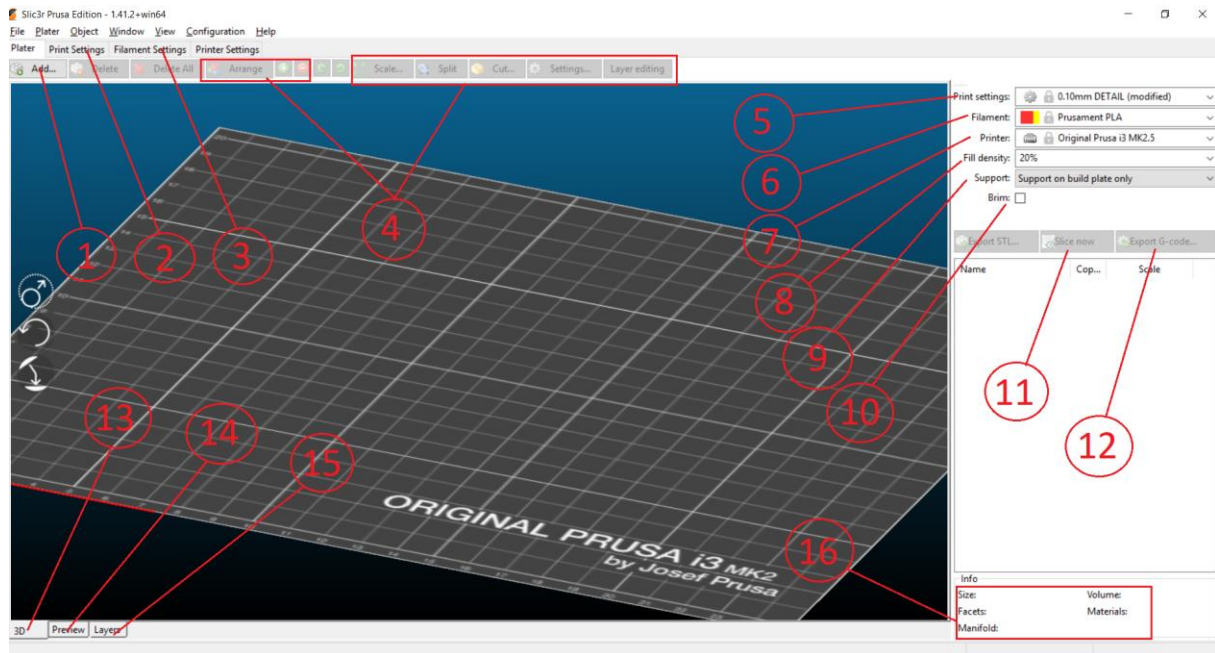 Slic3r Prusa Edition - 1.41.2+win64
File Plater Object Window View Configuration Help
Plater Print Settings Filament Settings Printer Settings
Add... Delete Delete All Arrange Scale... Split Cut... Settings... Layer editing
Print settings: 0.10mm DETAIL (modified)
Filament: Prusament PLA
Printer: Original Prusa i3 MK2.5
Fill density: 20%
Support: Support on build plate only
Brim:
Export STL... Slice now Export G-code...
Name Cop... Scale
1
2
3
4
5
6
7
8
9
10
11
12
13
14
15
16
ORIGINAL PRUSA i3 MK2
by Josef Prusa
Info
Size: Volume:
Facets: Materials:
Manifold:
3D Preview Layers